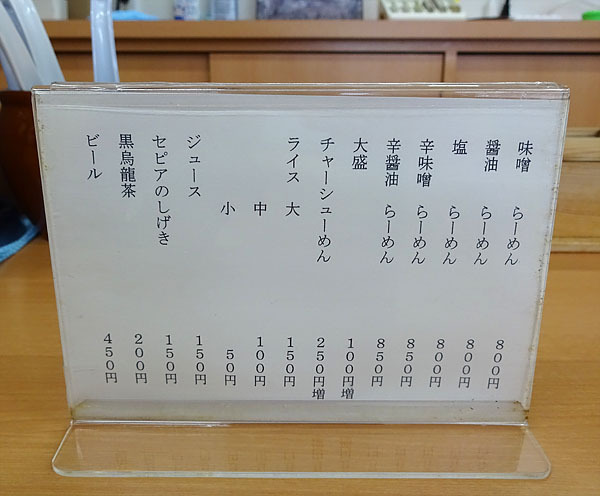 味噌 らーめん 800円
醤油 らーめん 800円
塩 らーめん 800円
辛味噌 らーめん 850円
辛醤油 らーめん 850円
大盛 100円増
チャーシューめん 250円増
ライス 大 150円
中 100円
小 50円
ジュース 150円
セピアのしげき 150円
黒烏龍茶 200円
ビール 450円